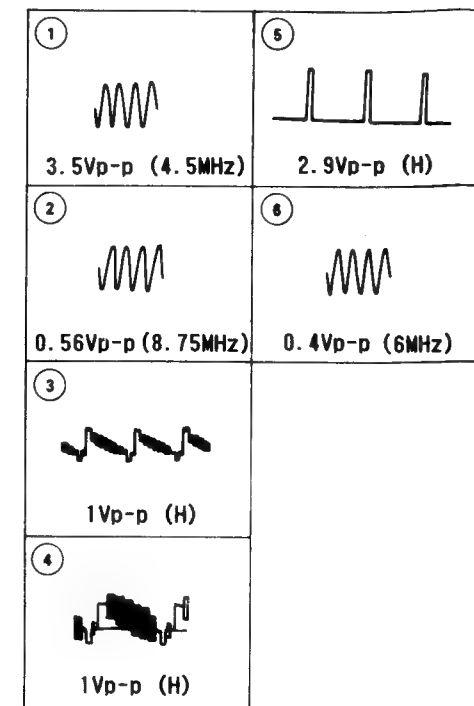 1
3.5Vp-p (4.5MHz)
2
0.56Vp-p(8.75MHz)
3
1Vp-p (H)
4
1Vp-p (H)
5
2.9Vp-p (H)
6
0.4Vp-p (6MHz)